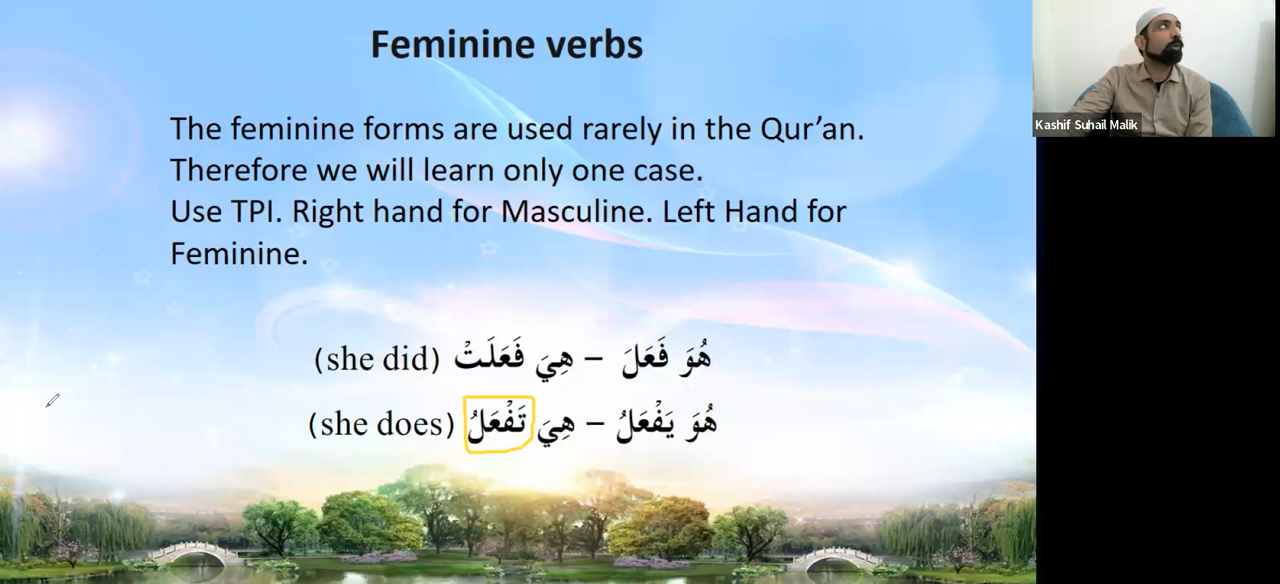 Feminine verbs
The feminine forms are used rarely in the Qur’an.
Therefore we will learn only one case.
Use TPI. Right hand for Masculine. Left Hand for
Feminine.
هُوَ فَعَلَ – هِيَ فَعَلَتْ (she did)
هُوَ يَفْعَلُ – هِيَ تَفْعَلُ (she does)
Kashif Suhail Malik